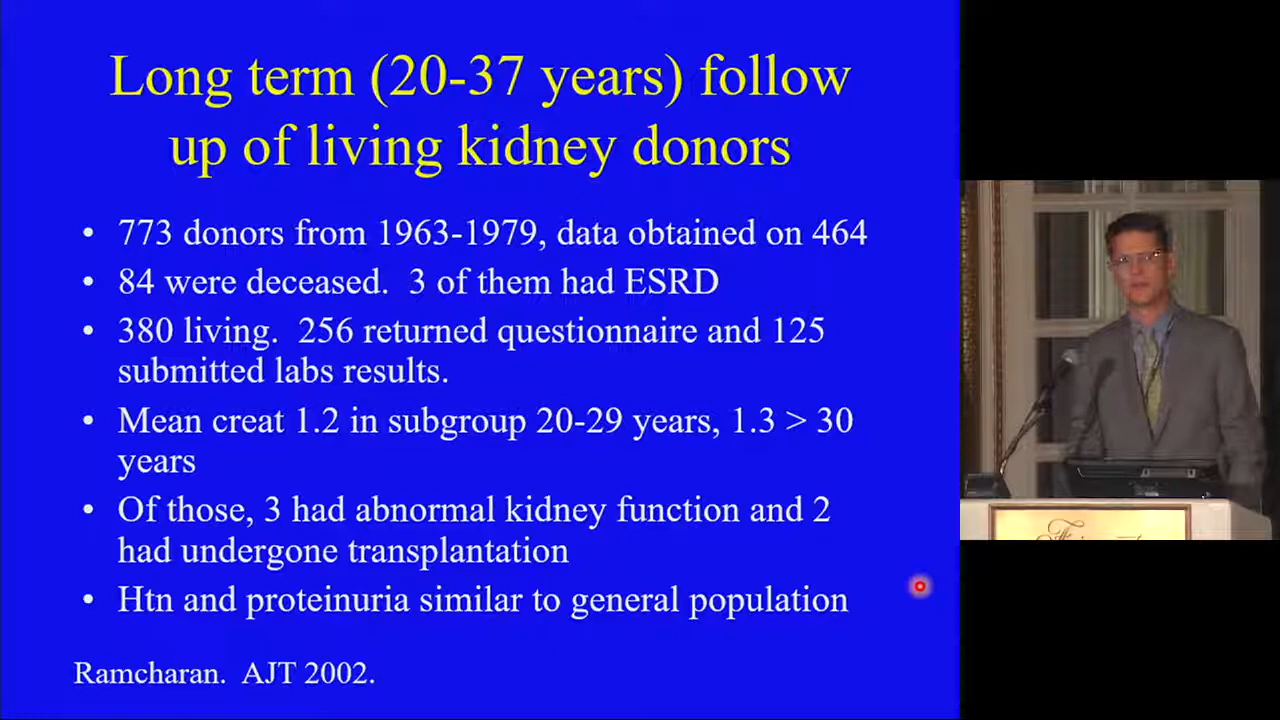 Long term (20-37 years) follow
up of living kidney donors
• 773 donors from 1963-1979, data obtained on 464
• 84 were deceased.  3 of them had ESRD
• 380 living.  256 returned questionnaire and 125
submitted labs results.
• Mean creat 1.2 in subgroup 20-29 years, 1.3 > 30
years
• Of those, 3 had abnormal kidney function and 2
had undergone transplantation
• Htn and proteinuria similar to general population
Ramcharan.  AJT 2002.